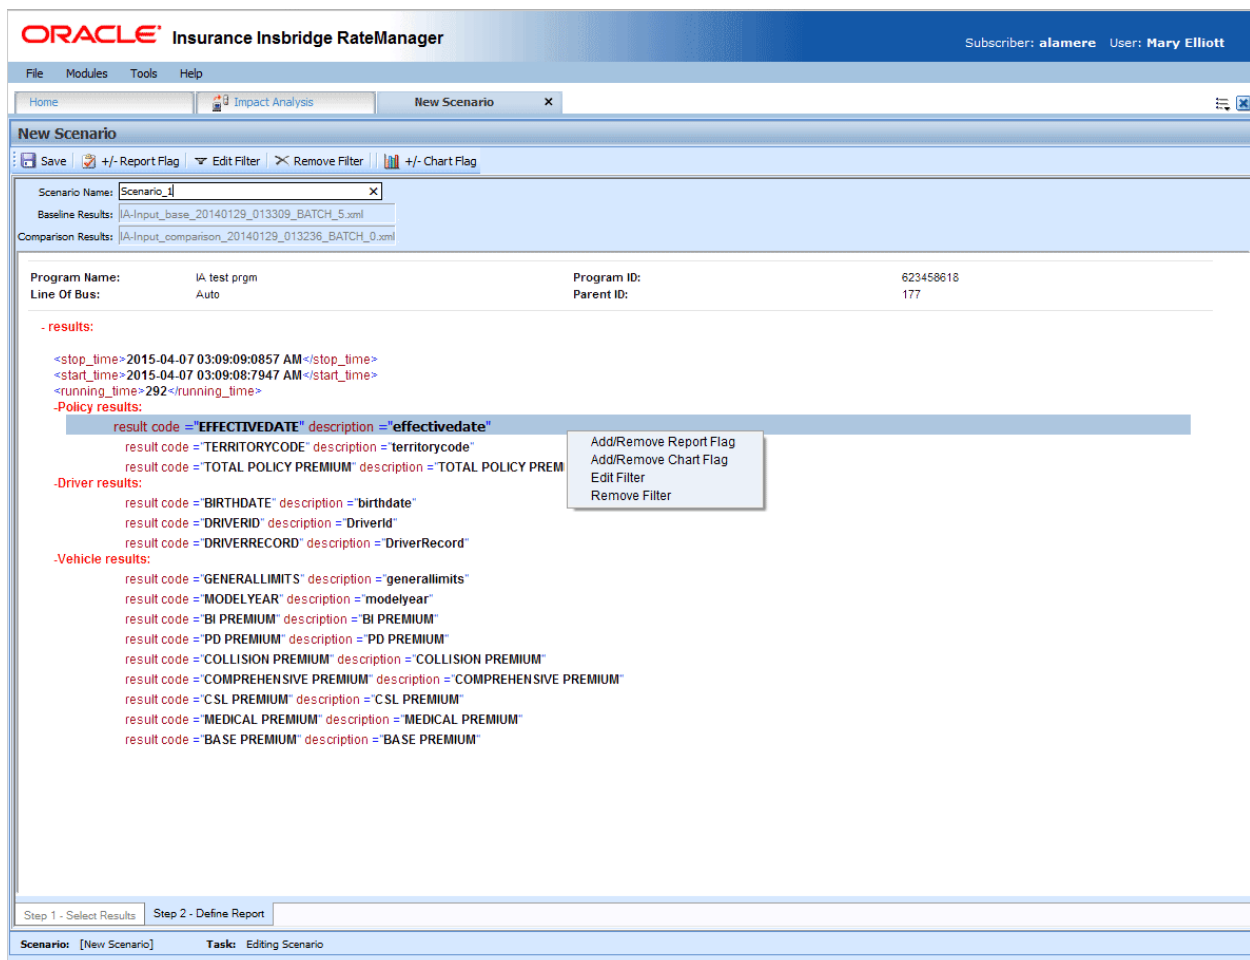 ORACLE Insurance Insbridge RateManager
Subscriber: alamere User: Mary Elliott
File Modules Tools Help
Home Impact Analysis New Scenario
New Scenario
Save +/- Report Flag Edit Filter Remove Filter +/- Chart Flag
Scenario Name: Scenario_1
Baseline Results: IA-Input_base_20140129_013309_BATCH_5.xml
Comparison Results: IA-Input_comparison_20140129_013236_BATCH_0.xml
Program Name: IA test prgm Program ID: 623458618
Line Of Bus: Auto Parent ID: 177
- results:
<stop_time>2015-04-07 03:09:09:0857 AM</stop_time>
<start_time>2015-04-07 03:09:08:7947 AM</start_time>
<running_time>292</running_time>
-Policy results:
result code ="EFFECTIVEDATE" description ="effectivedate"
result code ="TERRITORYCODE" description ="territorycode"
result code ="TOTAL POLICY PREMIUM" description ="TOTAL POLICY PREM
Add/Remove Report Flag
Add/Remove Chart Flag
Edit Filter
Remove Filter
-Driver results:
result code ="BIRTHDATE" description ="birthdate"
result code ="DRIVERID" description ="DriverId"
result code ="DRIVERRECORD" description ="DriverRecord"
-Vehicle results:
result code ="GENERALLIMITS" description ="generallimits"
result code ="MODELYEAR" description ="modelyear"
result code ="BI PREMIUM" description ="BI PREMIUM"
result code ="PD PREMIUM" description ="PD PREMIUM"
result code ="COLLISION PREMIUM" description ="COLLISION PREMIUM"
result code ="COMPREHENSIVE PREMIUM" description ="COMPREHENSIVE PREMIUM"
result code ="CSL PREMIUM" description ="CSL PREMIUM"
result code ="MEDICAL PREMIUM" description ="MEDICAL PREMIUM"
result code ="BASE PREMIUM" description ="BASE PREMIUM"
Step 1 - Select Results Step 2 - Define Report
Scenario: [New Scenario] Task: Editing Scenario